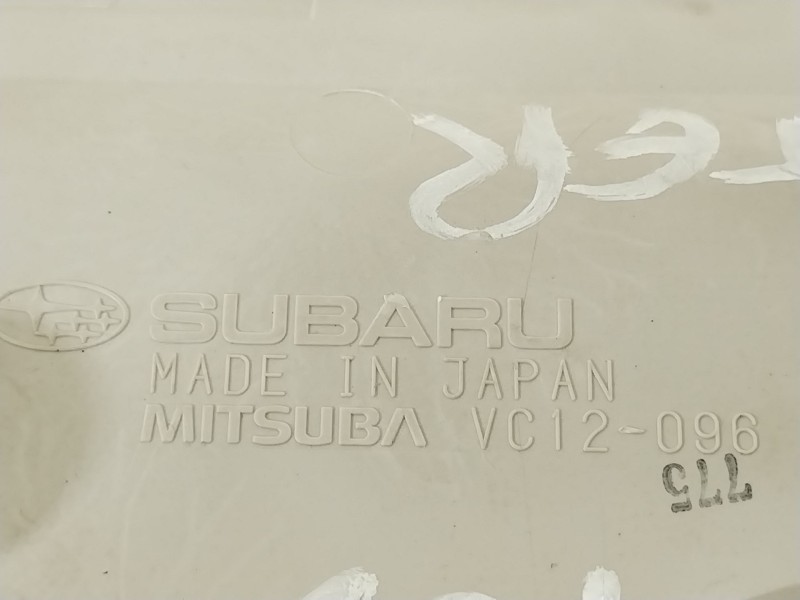 SUBARU
MADE IN JAPAN
MITSUBA VC12-096
775